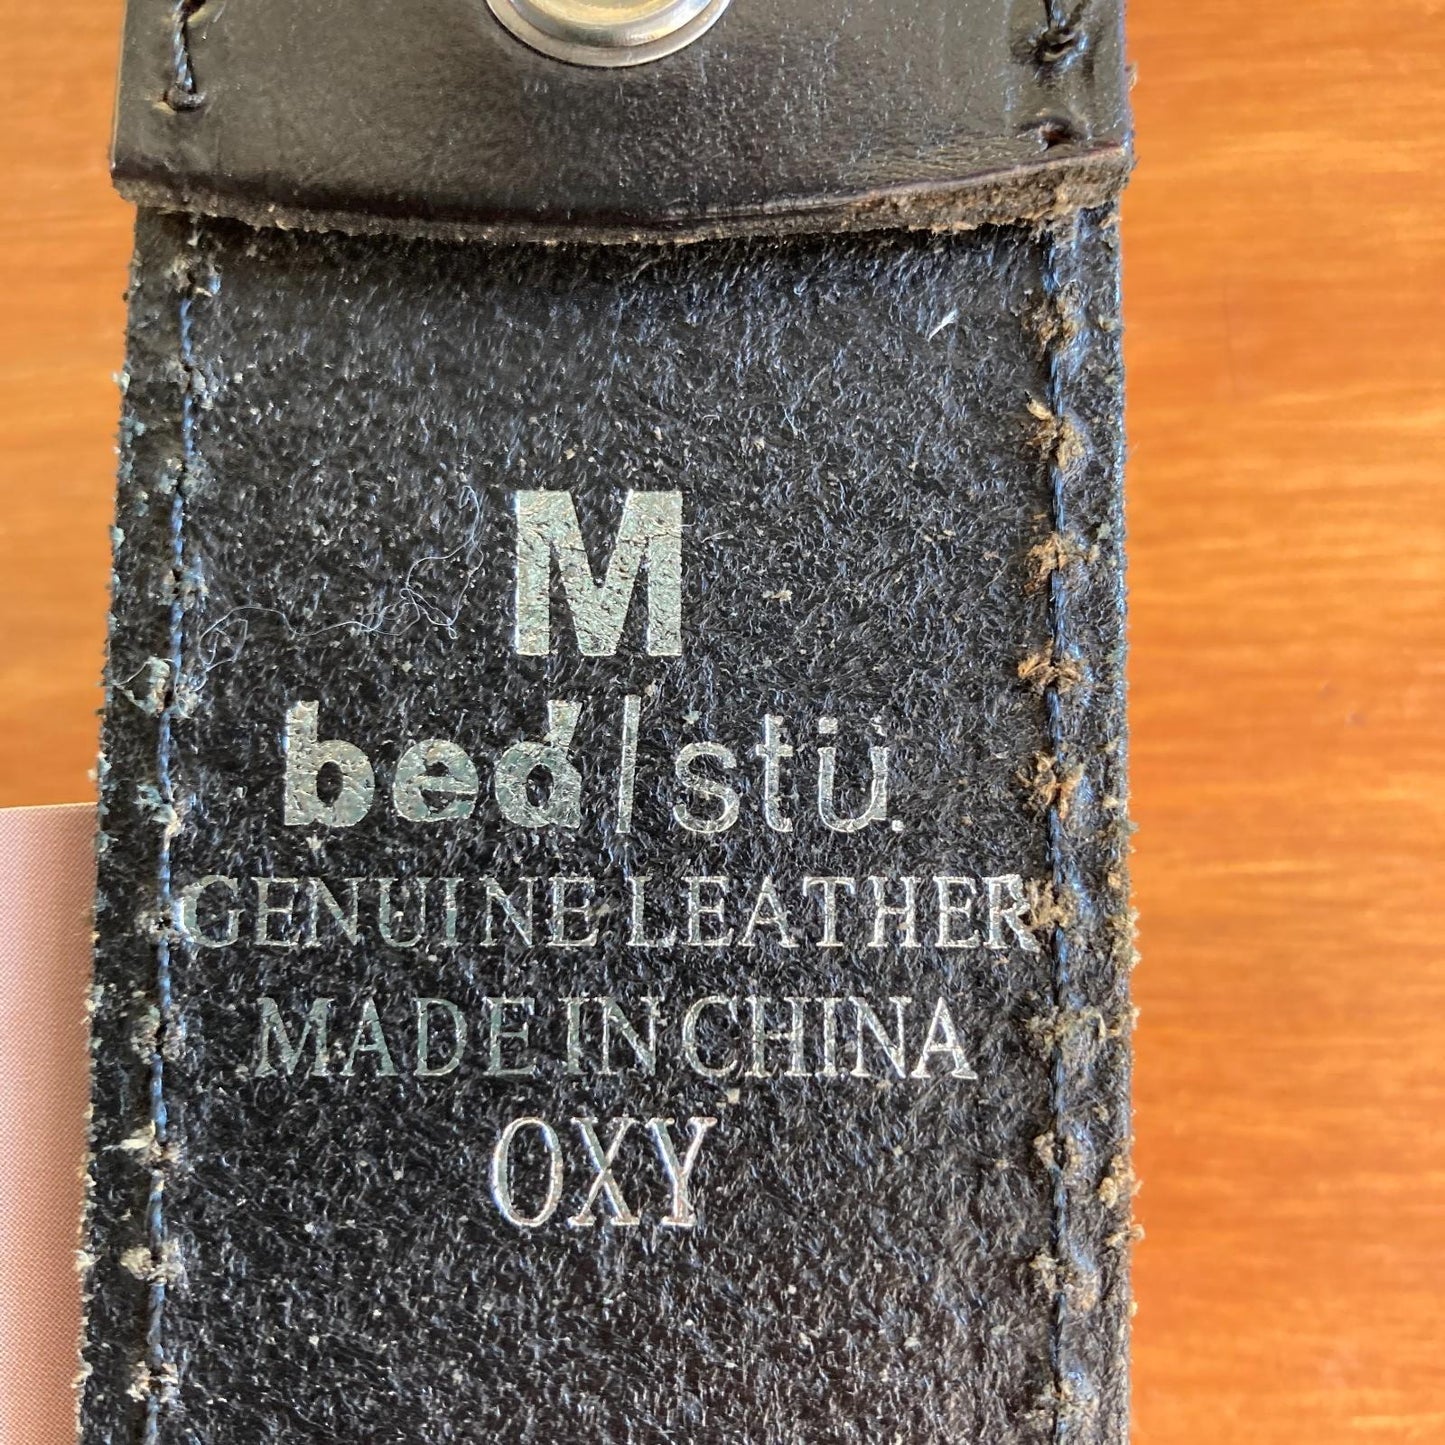 M
bed|stü.
GENUINE LEATHER
MADE IN CHINA
OXY